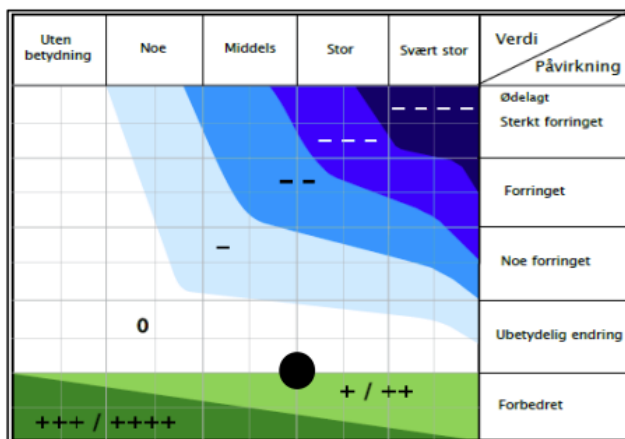 Uten
betydning
Noe
Middels
Stor
Svært stor
Verdi
Påvirkning
Ødelagt
Sterkt forringet
Forringet
Noe forringet
Ubetydelig endring
Forbedret
– – – –
– – –
– –
–
0
+ / ++
+++ / ++++